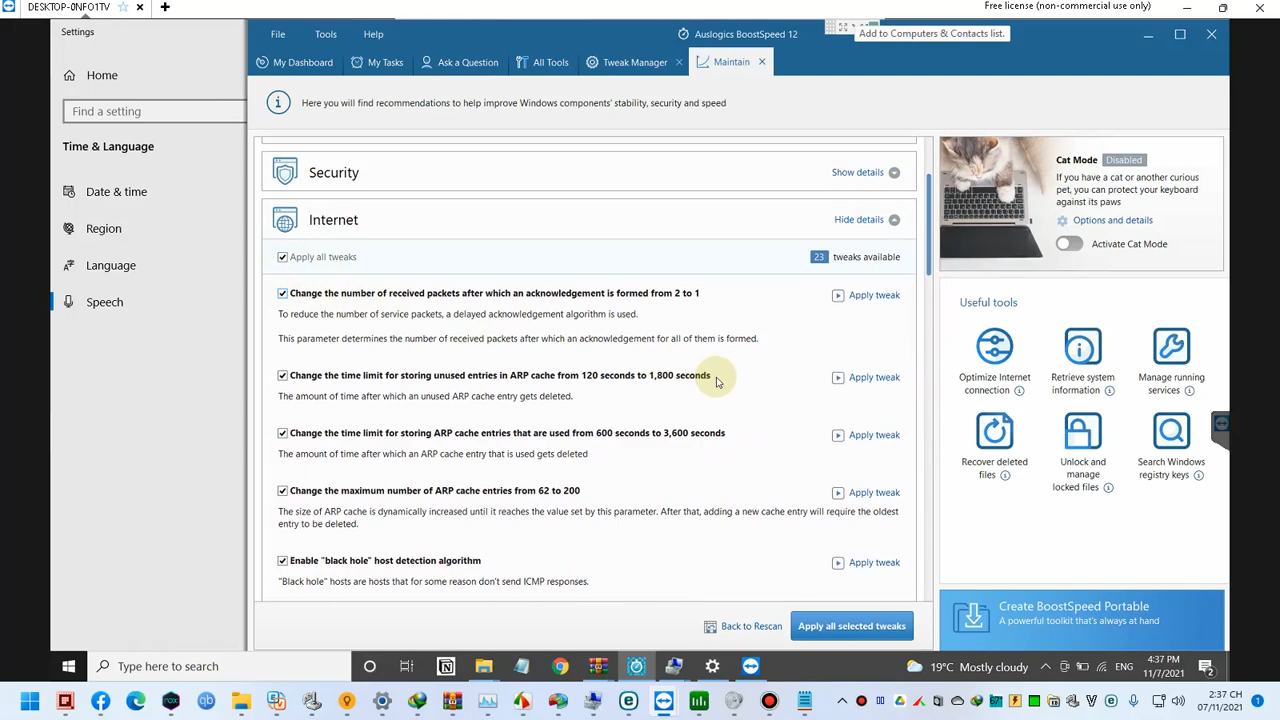 DESKTOP-0NFO1TV
Free license (non-commercial use only)
Add to Computers & Contacts list.
Settings
Home
Find a setting
Time & Language
Date & time
Region
Language
Speech
File
Tools
Help
Auslogics BoostSpeed 12
My Dashboard
My Tasks
Ask a Question
All Tools
Tweak Manager
Maintain
Here you will find recommendations to help improve Windows components' stability, security and speed
Security
Show details
Internet
Hide details
Apply all tweaks
23 tweaks available
Change the number of received packets after which an acknowledgement is formed from 2 to 1
Apply tweak
To reduce the number of service packets, a delayed acknowledgement algorithm is used.
This parameter determines the number of received packets after which an acknowledgement for all of them is formed.
Change the time limit for storing unused entries in ARP cache from 120 seconds to 1,800 seconds
Apply tweak
The amount of time after which an unused ARP cache entry gets deleted.
Change the time limit for storing ARP cache entries that are used from 600 seconds to 3,600 seconds
Apply tweak
The amount of time after which an ARP cache entry that is used gets deleted
Change the maximum number of ARP cache entries from 62 to 200
Apply tweak
The size of ARP cache is dynamically increased until it reaches the value set by this parameter. After that, adding a new cache entry will require the oldest
entry to be deleted.
Enable "black hole" host detection algorithm
Apply tweak
"Black hole" hosts are hosts that for some reason don't send ICMP responses.
Back to Rescan
Apply all selected tweaks
Cat Mode
Disabled
If you have a cat or another curious
pet, you can protect your keyboard
against its paws
Options and details
Activate Cat Mode
Useful tools
Optimize Internet
connection
Retrieve system
information
Manage running
services
Recover deleted
files
Unlock and
manage
locked files
Search Windows
registry keys
Create BoostSpeed Portable
A powerful toolkit that's always at hand
Type here to search
19°C Mostly cloudy
ENG
4:37 PM
11/7/2021
2
2:37 CH
07/11/2021
1